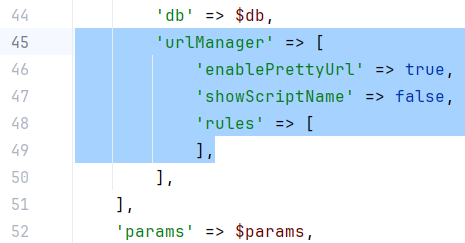 44 'db' => $db,
45 'urlManager' => [
46 'enablePrettyUrl' => true,
47 'showScriptName' => false,
48 'rules' => [
49 ],
50 ],
51 ],
52 'params' => $params,